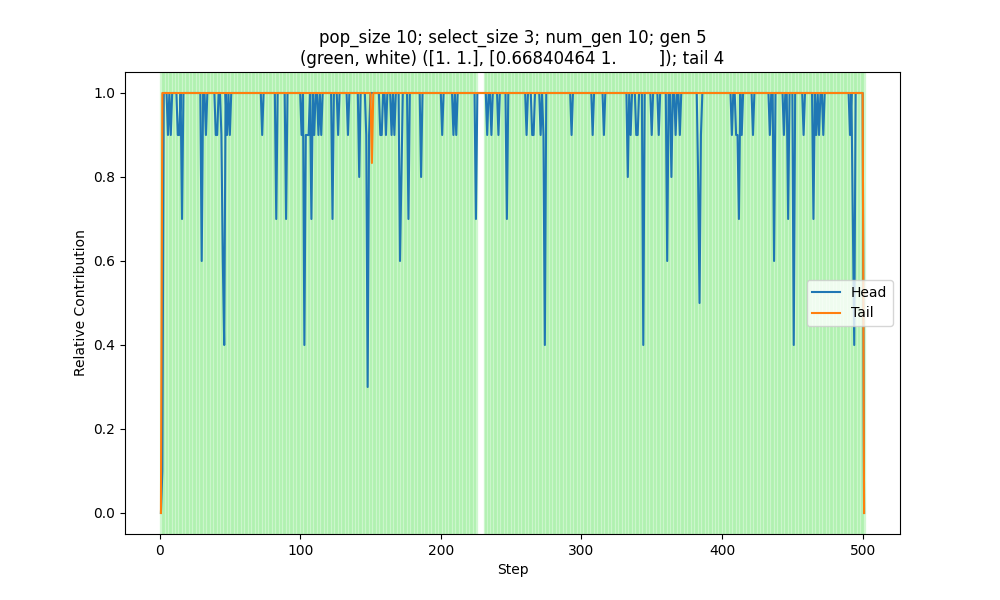 pop_size 10; select_size 3; num_gen 10; gen 5
(green, white) ([1. 1.], [0.66840464 1.         ]); tail 4
1.0
0.8
0.6
0.4
0.2
0.0
Relative Contribution
Head
Tail
0
100
200
300
400
500
Step